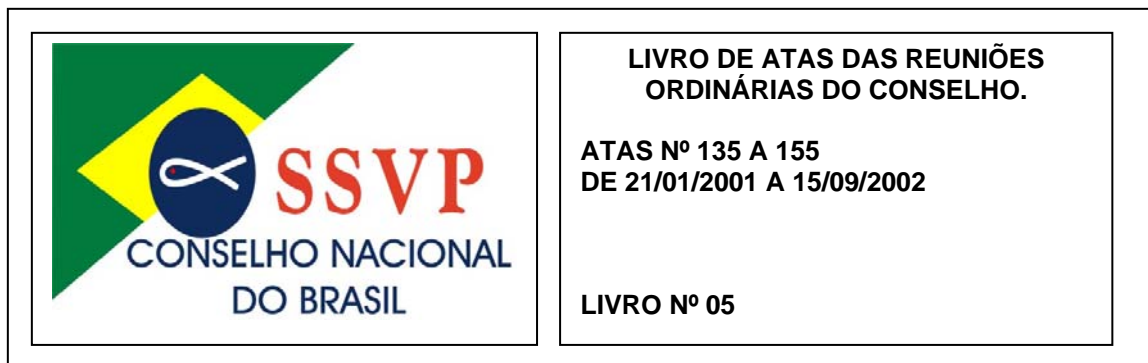 SSVP
CONSELHO NACIONAL
DO BRASIL
LIVRO DE ATAS DAS REUNIÕES
ORDINÁRIAS DO CONSELHO.
ATAS Nº 135 A 155
DE 21/01/2001 A 15/09/2002
LIVRO Nº 05